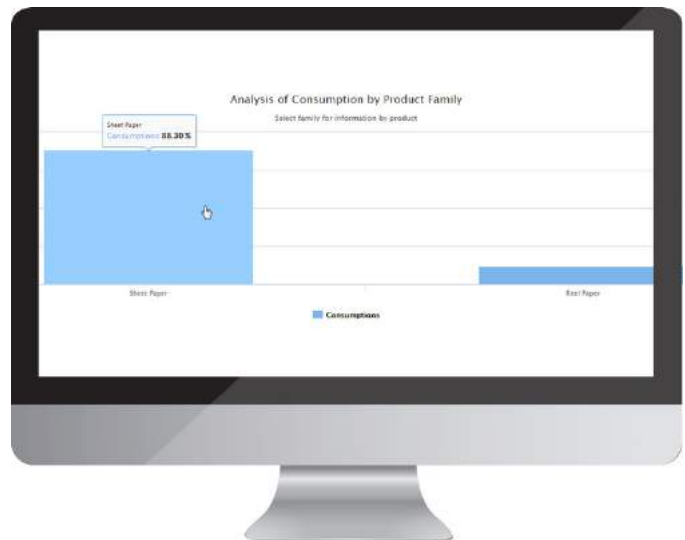 Analysis of Consumption by Product Family
Select family for information by product
Sheet Paper
Consumptions: 88.30%
Sheet Paper
Reel Paper
Consumptions